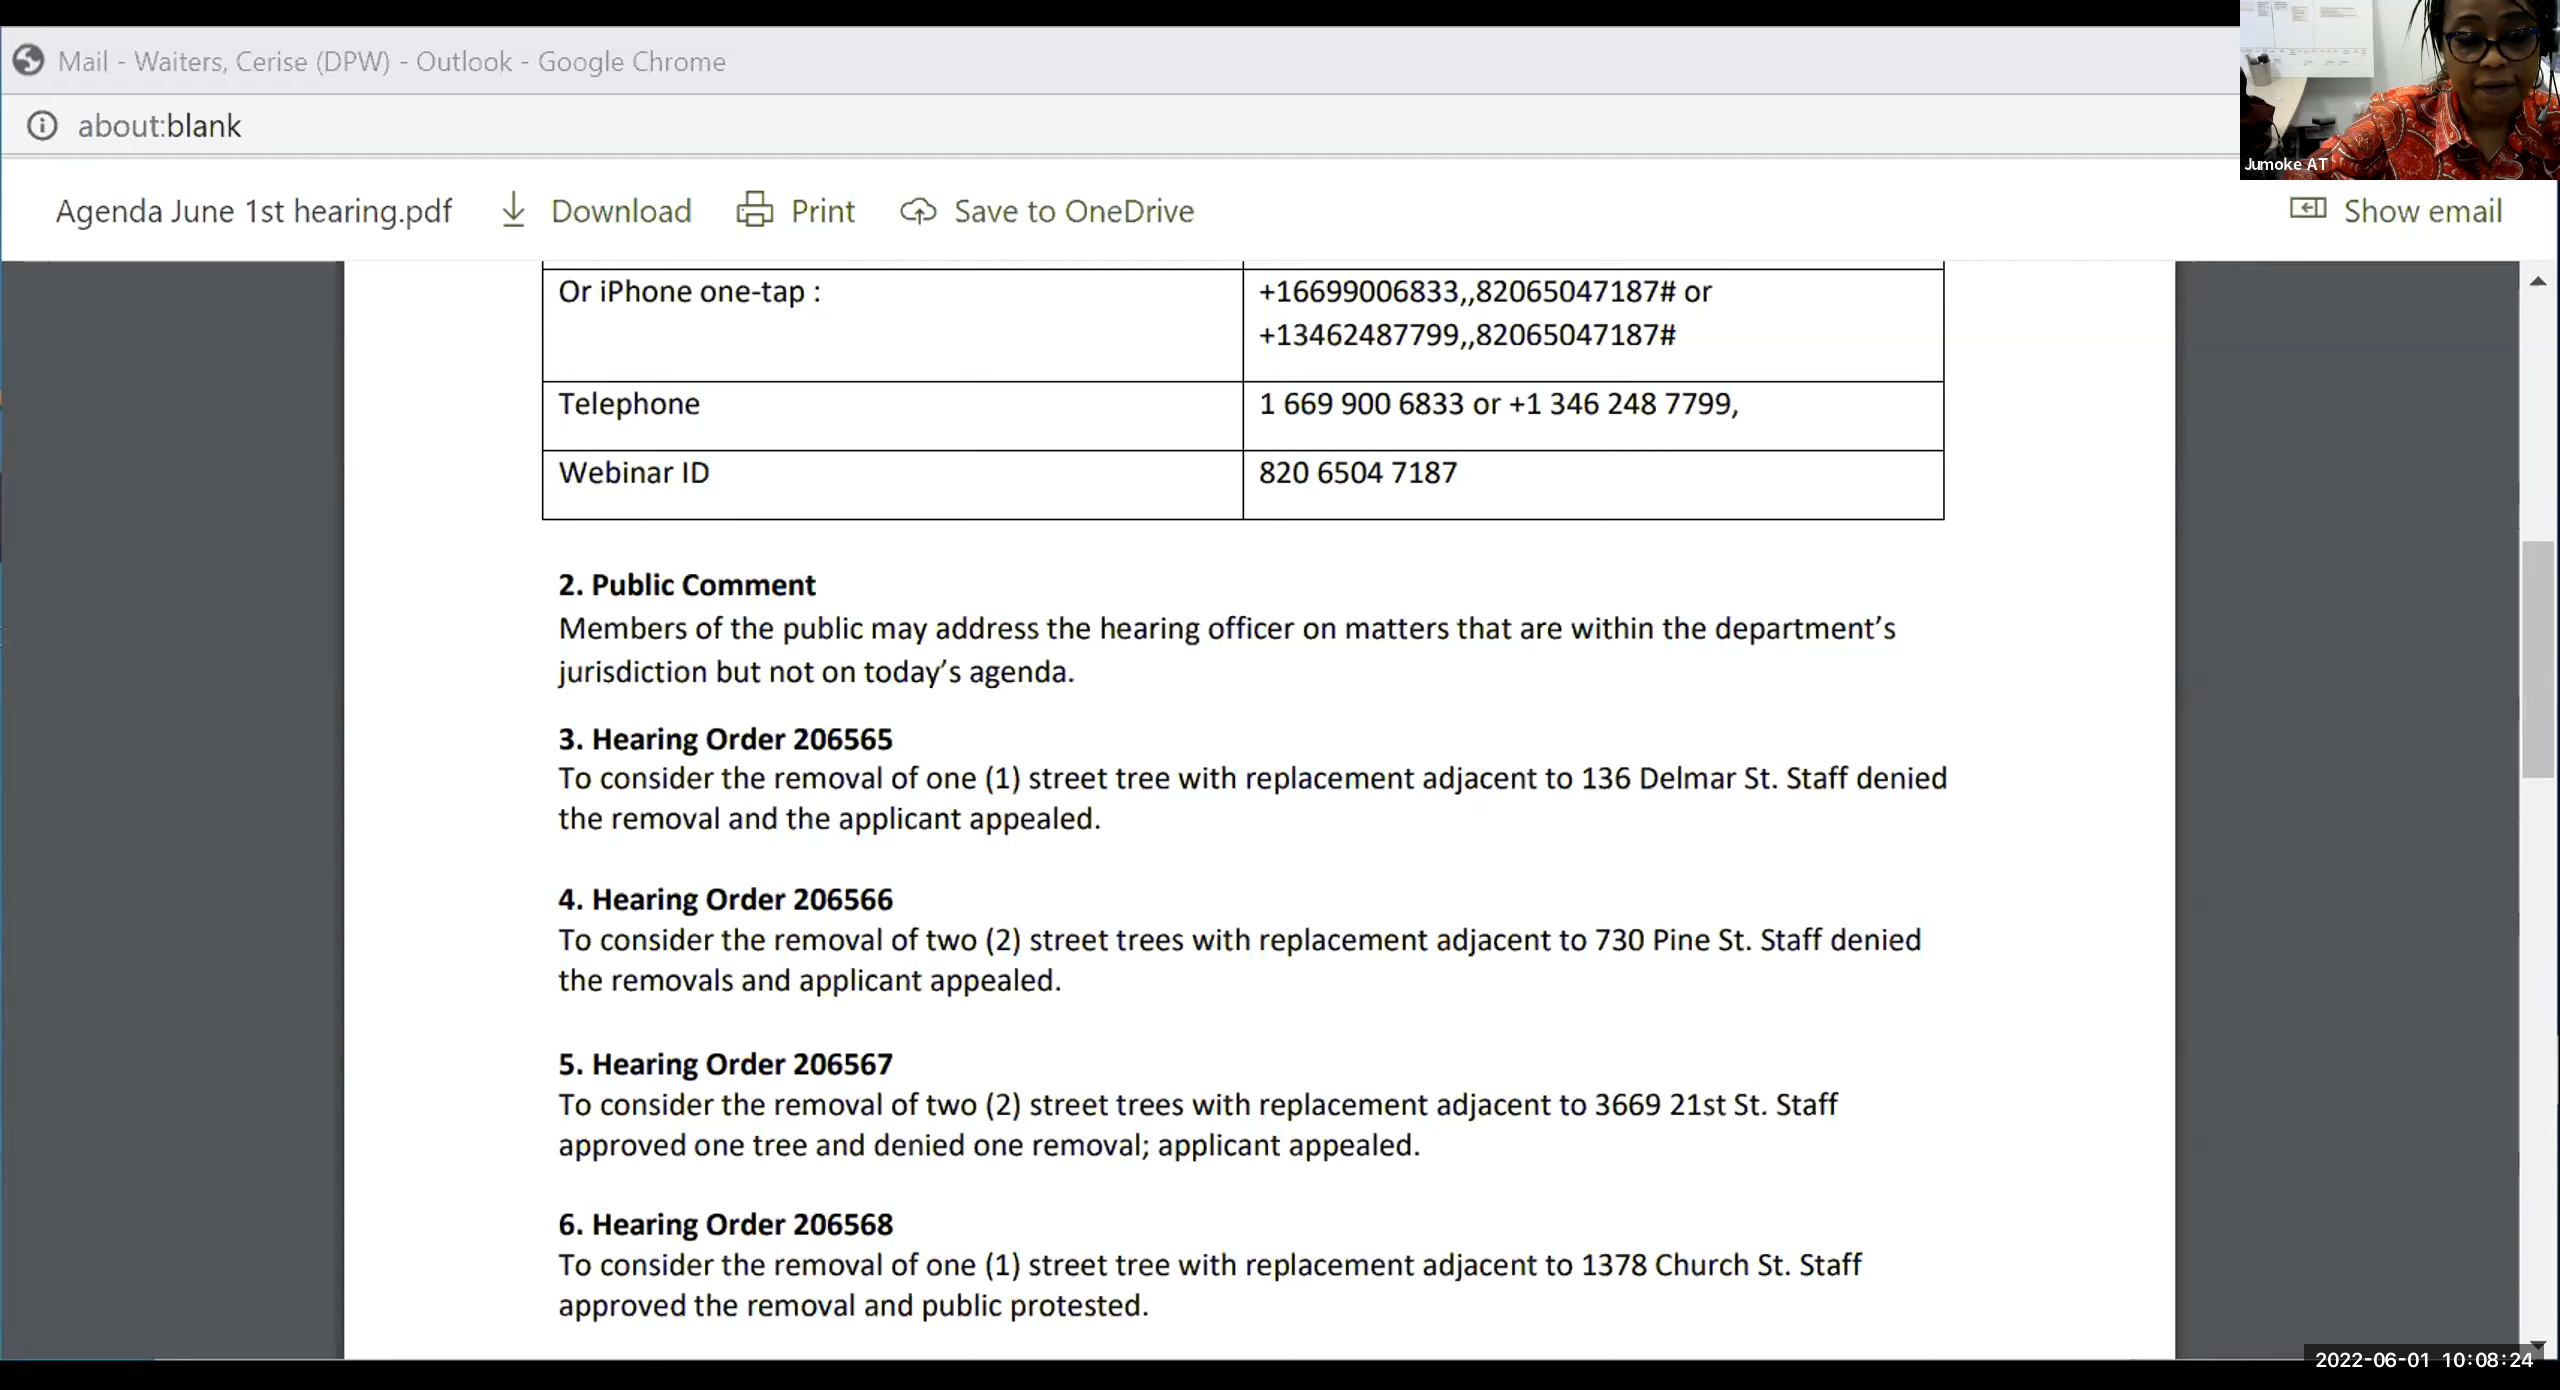 Mail - Waiters, Cerise (DPW) - Outlook - Google Chrome
about:blank
Jumoke AT
Agenda June 1st hearing.pdf Download Print Save to OneDrive Show email
Or iPhone one-tap : +16699006833,,82065047187# or
+13462487799,,82065047187#
Telephone 1 669 900 6833 or +1 346 248 7799,
Webinar ID 820 6504 7187
2. Public Comment
Members of the public may address the hearing officer on matters that are within the department’s
jurisdiction but not on today’s agenda.
3. Hearing Order 206565
To consider the removal of one (1) street tree with replacement adjacent to 136 Delmar St. Staff denied
the removal and the applicant appealed.
4. Hearing Order 206566
To consider the removal of two (2) street trees with replacement adjacent to 730 Pine St. Staff denied
the removals and applicant appealed.
5. Hearing Order 206567
To consider the removal of two (2) street trees with replacement adjacent to 3669 21st St. Staff
approved one tree and denied one removal; applicant appealed.
6. Hearing Order 206568
To consider the removal of one (1) street tree with replacement adjacent to 1378 Church St. Staff
approved the removal and public protested.
2022-06-01 10:08:24